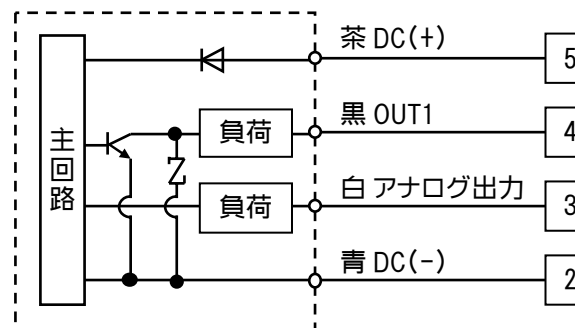 茶 DC(+)
5
主回路
負荷
黒 OUT1
4
負荷
白 アナログ出力
3
青 DC(-)
2